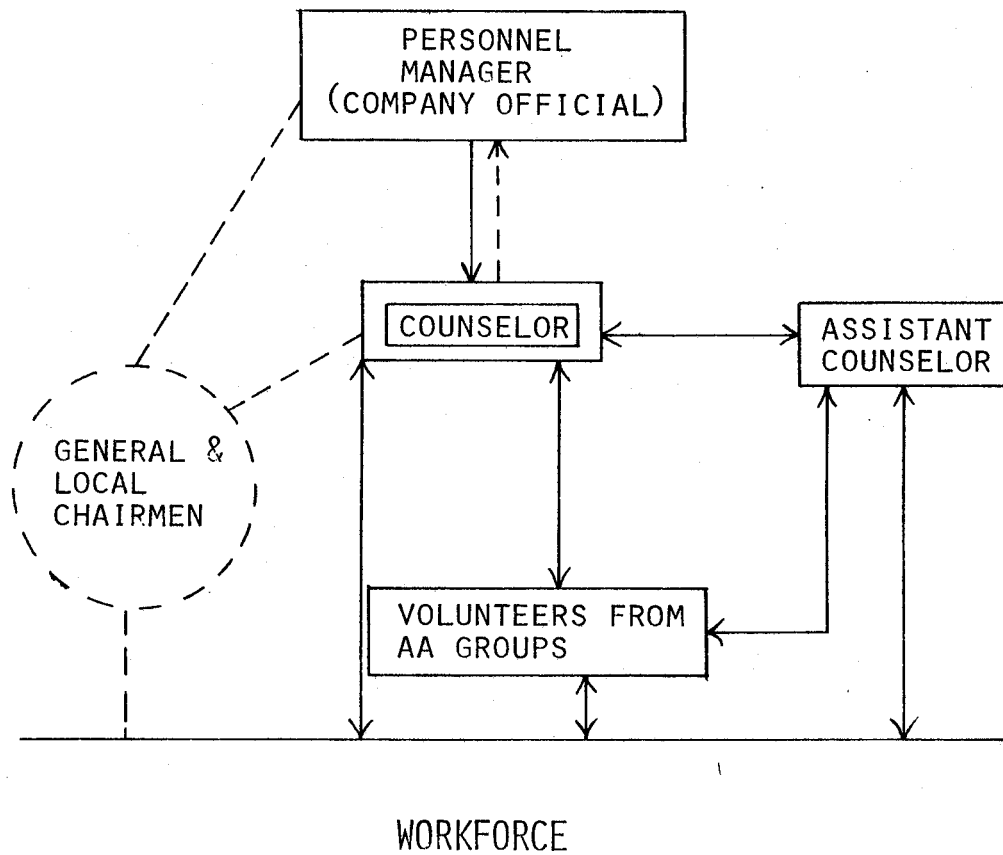 PERSONNEL
MANAGER
(COMPANY OFFICIAL)
COUNSELOR
ASSISTANT
COUNSELOR
GENERAL &
LOCAL
CHAIRMEN
VOLUNTEERS FROM
AA GROUPS
WORKFORCE